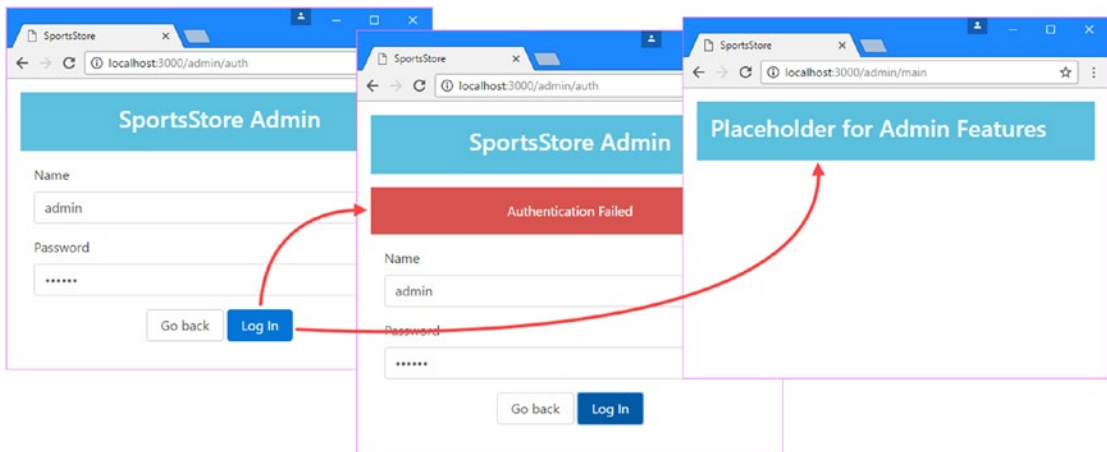 SportsStore
localhost:3000/admin/auth
SportsStore Admin
Name
admin
Password
••••••
Go back
Log In
SportsStore
localhost:3000/admin/auth
SportsStore Admin
Authentication Failed
Name
admin
Password
••••••
Go back
Log In
SportsStore
localhost:3000/admin/main
Placeholder for Admin Features